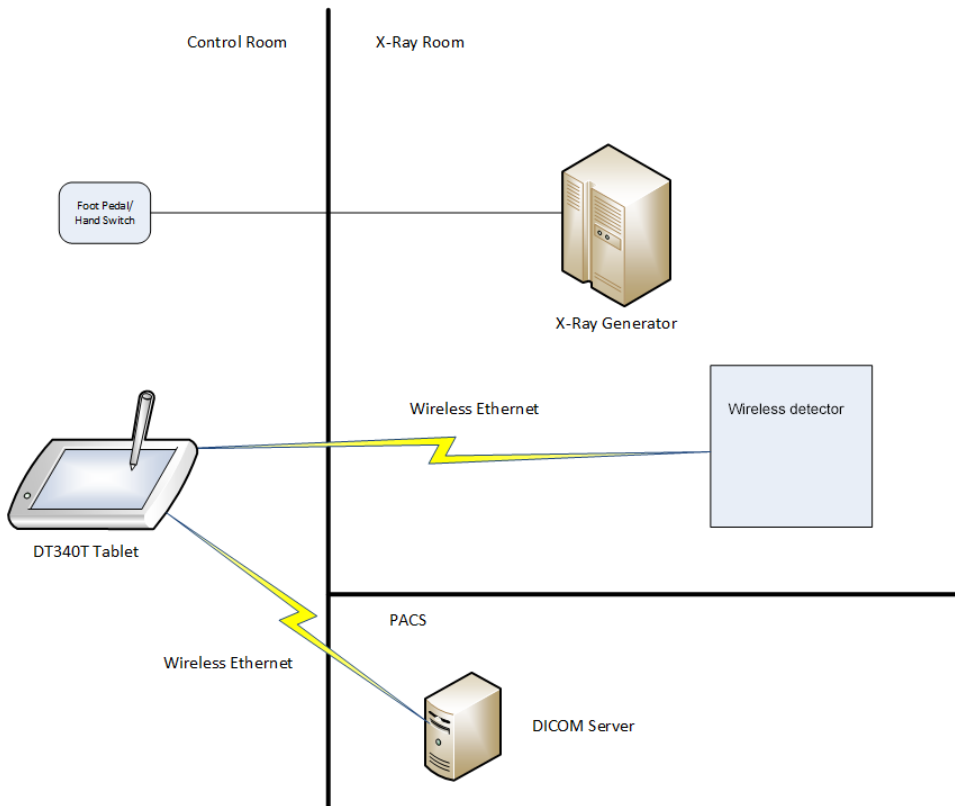 Control Room
X-Ray Room
Foot Pedal/
Hand Switch
X-Ray Generator
Wireless Ethernet
Wireless detector
DT340T Tablet
PACS
Wireless Ethernet
DICOM Server